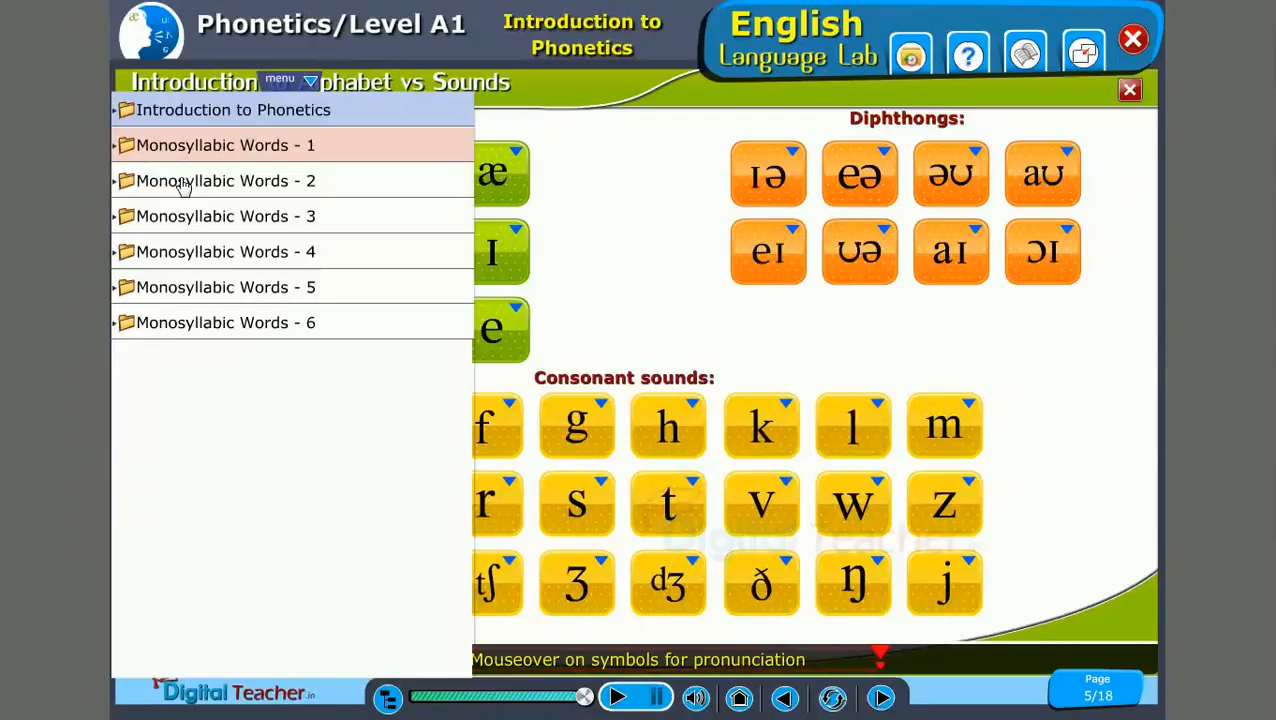 Phonetics/Level A1
Introduction to
Phonetics
English
Language Lab
Introduction
menu
phabet vs Sounds
Introduction to Phonetics
Monosyllabic Words - 1
Monosyllabic Words - 2
Monosyllabic Words - 3
Monosyllabic Words - 4
Monosyllabic Words - 5
Monosyllabic Words - 6
Diphthongs:
æ
ɪə eə əʊ aʊ
ɪ
eɪ ʊə aɪ ɔɪ
e
Consonant sounds:
f g h k l m
r s t v w z
tʃ ʒ dʒ ð ŋ j
Digital Teacher
Mouseover on symbols for pronunciation
Digital Teacher.in
Page
5/18